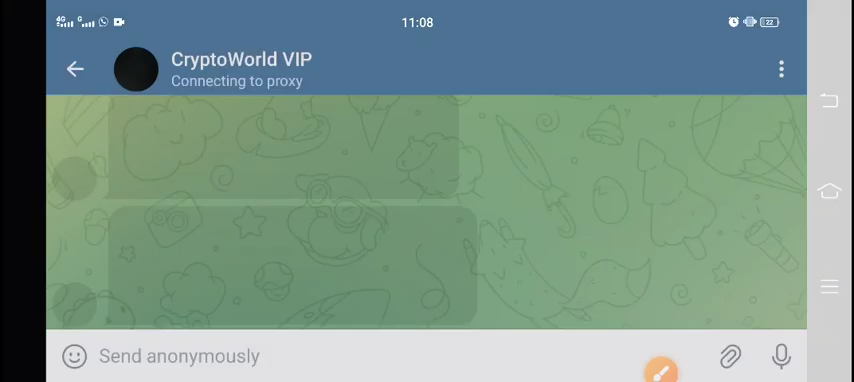 4G G 11:08 22
CryptoWorld VIP
Connecting to proxy
Send anonymously